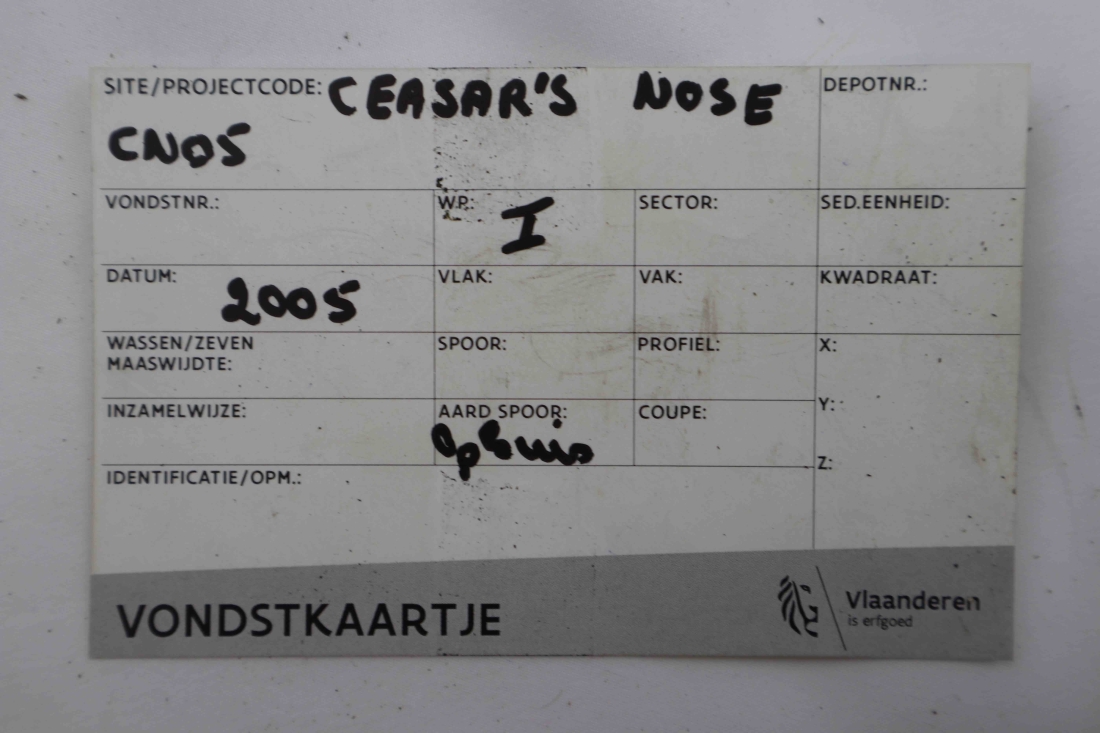 SITE/PROJECTCODE: CEASAR'S NOSE DEPOTNR.:
CNO5
VONDSTNR.: WP.: I SECTOR: SED.EENHEID:
DATUM: 2005 VLAK: VAK: KWADRAAT:
WASSEN/ZEVEN SPOOR: PROFIEL: X:
MAASWIJDTE:
INZAMELWIJZE: AARD SPOOR: COUPE: Y:
Z:
IDENTIFICATIE/OPM.:
VONDSTKAARTJE
Vlaanderen
is erfgoed